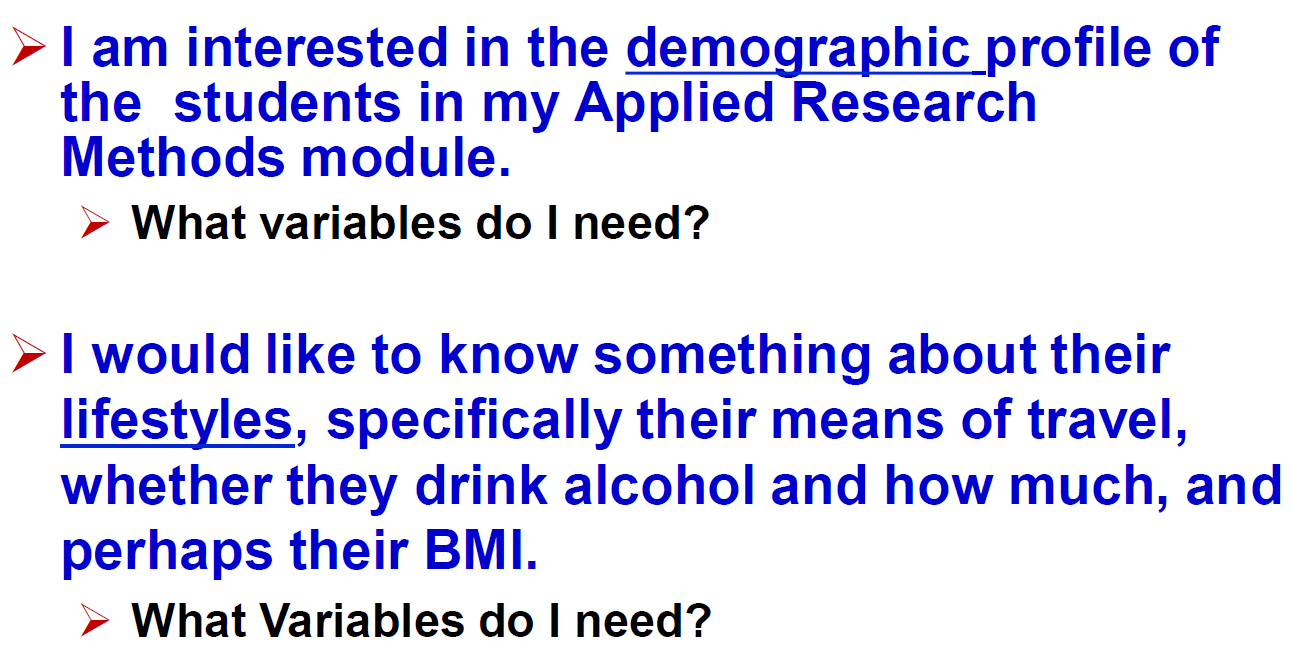 I am interested in the demographic profile of
the students in my Applied Research
Methods module.
What variables do I need?
I would like to know something about their
lifestyles, specifically their means of travel,
whether they drink alcohol and how much, and
perhaps their BMI.
What Variables do I need?